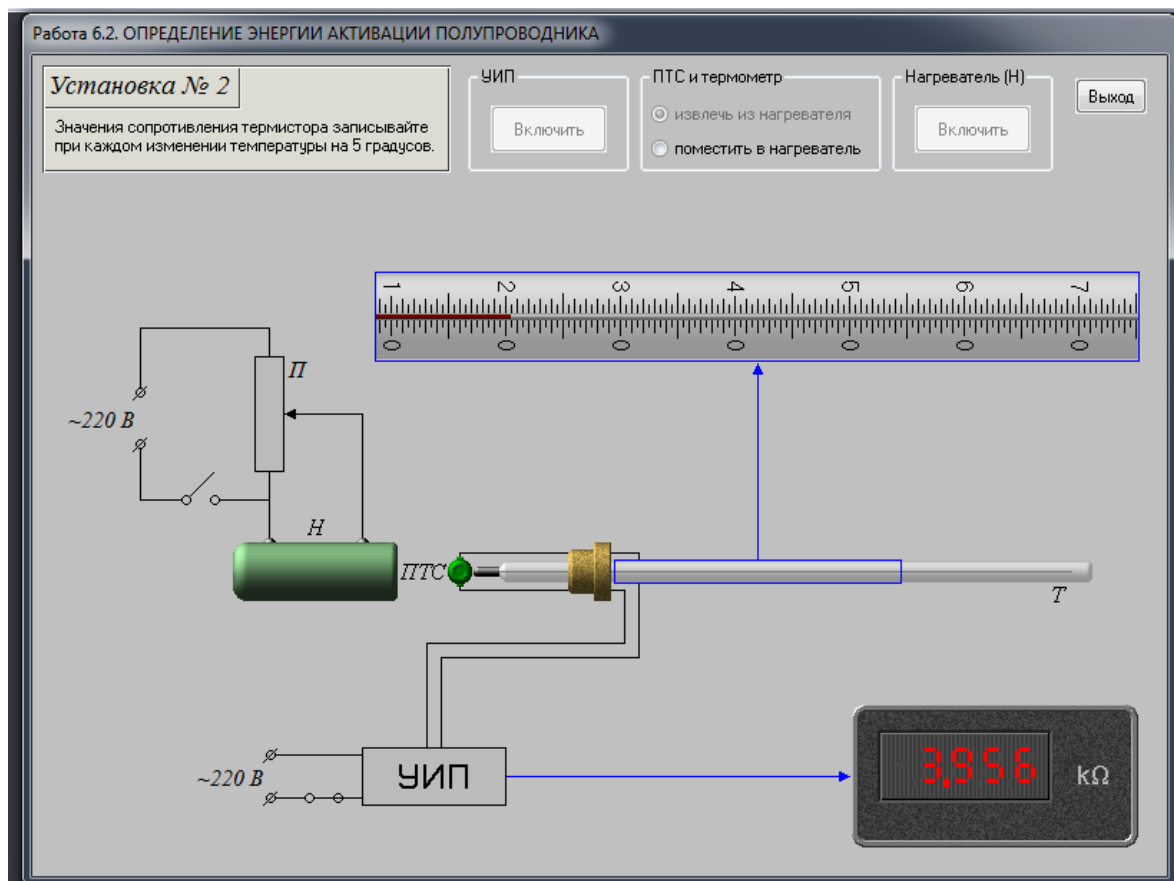 Работа 6.2. ОПРЕДЕЛЕНИЕ ЭНЕРГИИ АКТИВАЦИИ ПОЛУПРОВОДНИКА
Установка № 2
Значения сопротивления термистора записывайте
при каждом изменении температуры на 5 градусов.
УИП
Включить
ПТС и термометр
извлечь из нагревателя
поместить в нагреватель
Нагреватель (Н)
Включить
Выход
1 2 3 4 5 6 7
0 0 0 0 0 0 0
П
~220 В
Н
ПТС
Т
~220 В
УИП
3.956
kΩ